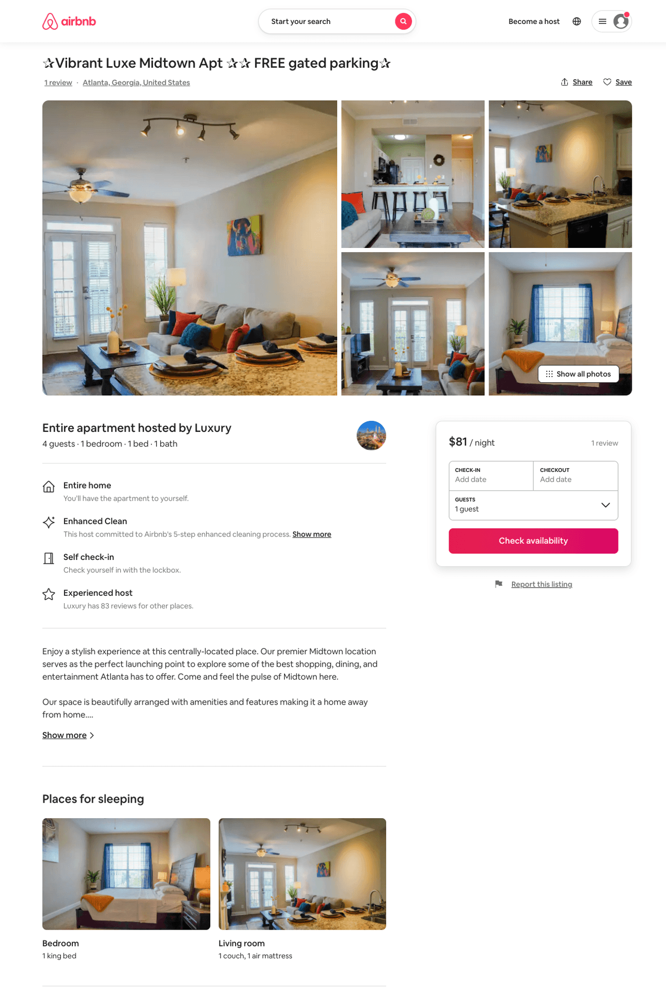 airbnb
Start your search
Become a host
✰Vibrant Luxe Midtown Apt ✰✰ FREE gated parking✰
1 review · Atlanta, Georgia, United States
Share
Save
Show all photos
Entire apartment hosted by Luxury
4 guests · 1 bedroom · 1 bed · 1 bath
Entire home
You'll have the apartment to yourself.
Enhanced Clean
This host committed to Airbnb's 5-step enhanced cleaning process. Show more
Self check-in
Check yourself in with the lockbox.
Experienced host
Luxury has 83 reviews for other places.
$81 / night
1 review
CHECK-IN
Add date
CHECKOUT
Add date
GUESTS
1 guest
Check availability
Report this listing
Enjoy a stylish experience at this centrally-located place. Our premier Midtown location
serves as the perfect launching point to explore some of the best shopping, dining, and
entertainment Atlanta has to offer. Come and feel the pulse of Midtown here.
Our space is beautifully arranged with amenities and features making it a home away
from home....
Show more
Places for sleeping
Bedroom
1 king bed
Living room
1 couch, 1 air mattress